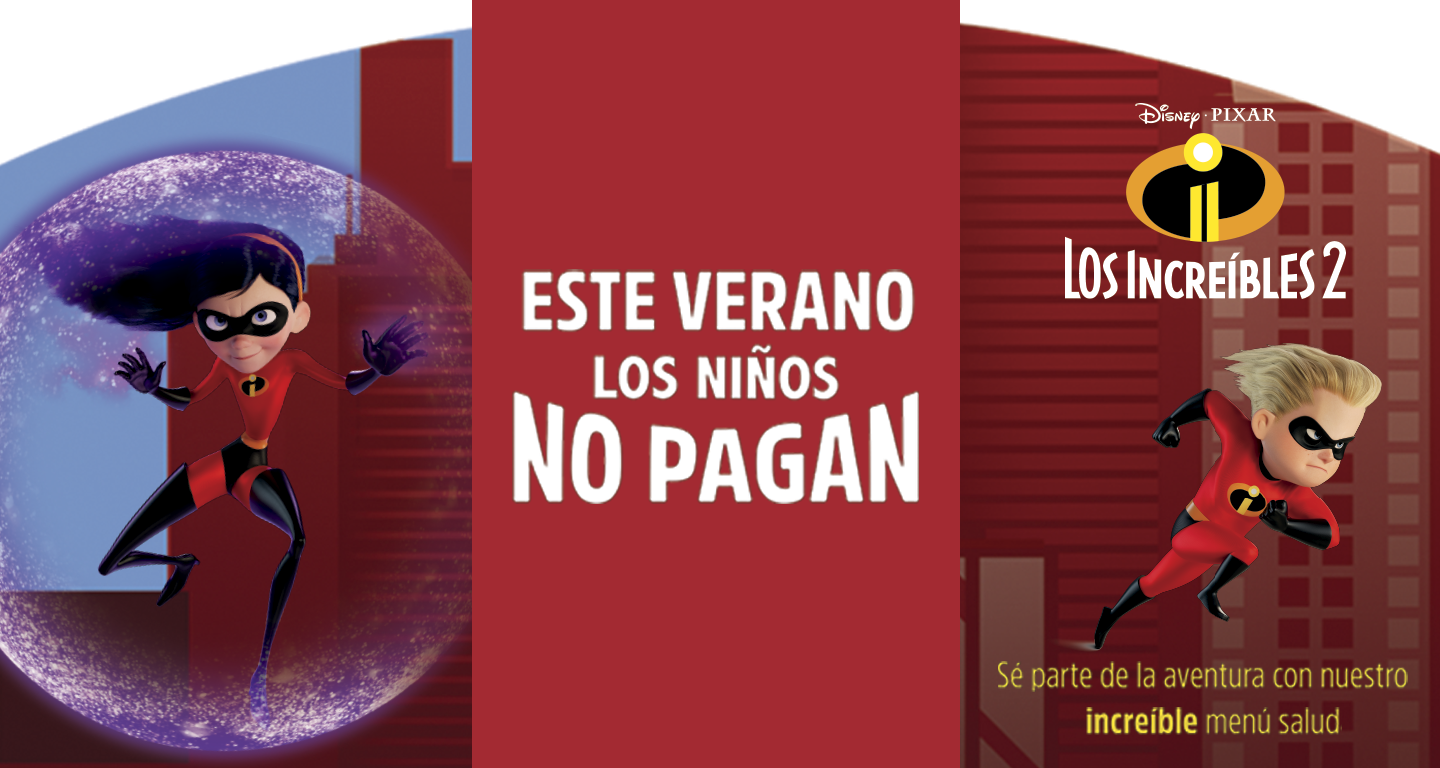 ESTE VERANO
LOS NIÑOS
NO PAGAN
Disney · PIXAR
LOS INCREÍBLES 2
Sé parte de la aventura con nuestro
increíble menú salud